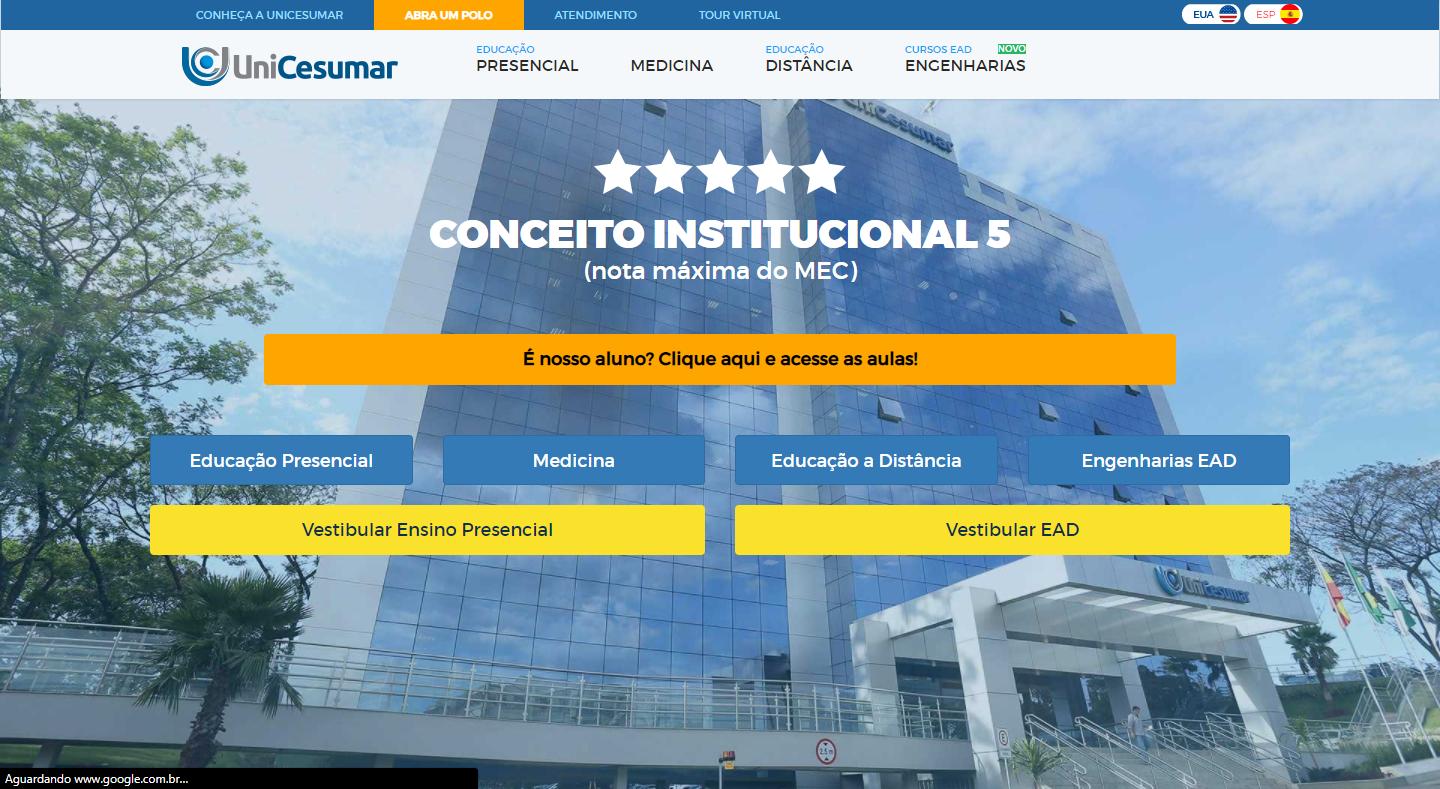 CONHEÇA A UNICESUMAR
ABRA UM POLO
ATENDIMENTO
TOUR VIRTUAL
EUA
ESP
UniCesumar
EDUCAÇÃO
PRESENCIAL
MEDICINA
EDUCAÇÃO
DISTÂNCIA
CURSOS EAD NOVO
ENGENHARIAS
UniCesumar
CONCEITO INSTITUCIONAL 5
(nota máxima do MEC)
É nosso aluno? Clique aqui e acesse as aulas!
Educação Presencial
Medicina
Educação a Distância
Engenharias EAD
Vestibular Ensino Presencial
Vestibular EAD
UniCesumar
2.5 m
E
Aguardando www.google.com.br...